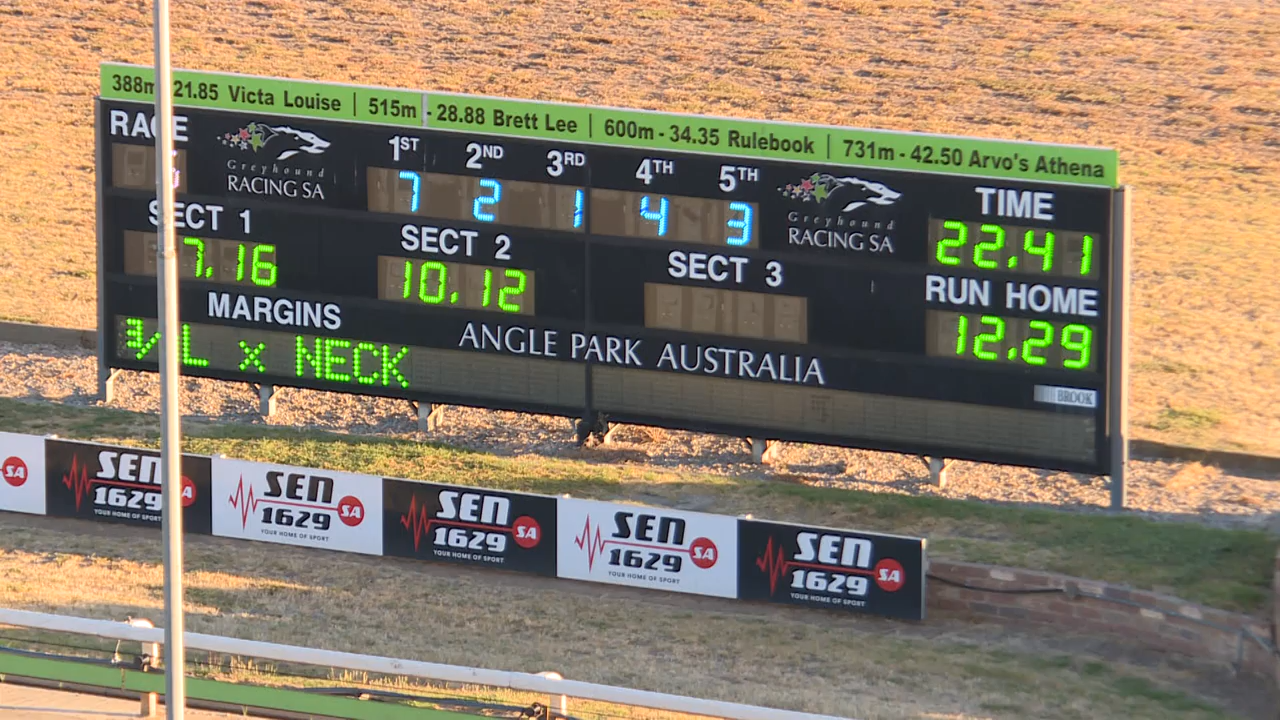 388m 21.85 Victa Louise | 515m - 28.88 Brett Lee | 600m - 34.35 Rulebook | 731m - 42.50 Arvo's Athena
RACE
Greyhound
RACING SA
1ST 2ND 3RD 4TH 5TH
7 2 1 4 3
Greyhound
RACING SA
TIME
22.41
SECT 1
7.16
SECT 2
10.12
SECT 3
RUN HOME
12.29
MARGINS
L x NECK
ANGLE PARK AUSTRALIA
BROOK
SA
SEN
1629
YOUR HOME OF SPORT
SEN
1629
SA
YOUR HOME OF SPORT
SEN
1629
SA
YOUR HOME OF SPORT
SEN
1629
SA
YOUR HOME OF SPORT
SEN
1629
SA
YOUR HOME OF SPORT